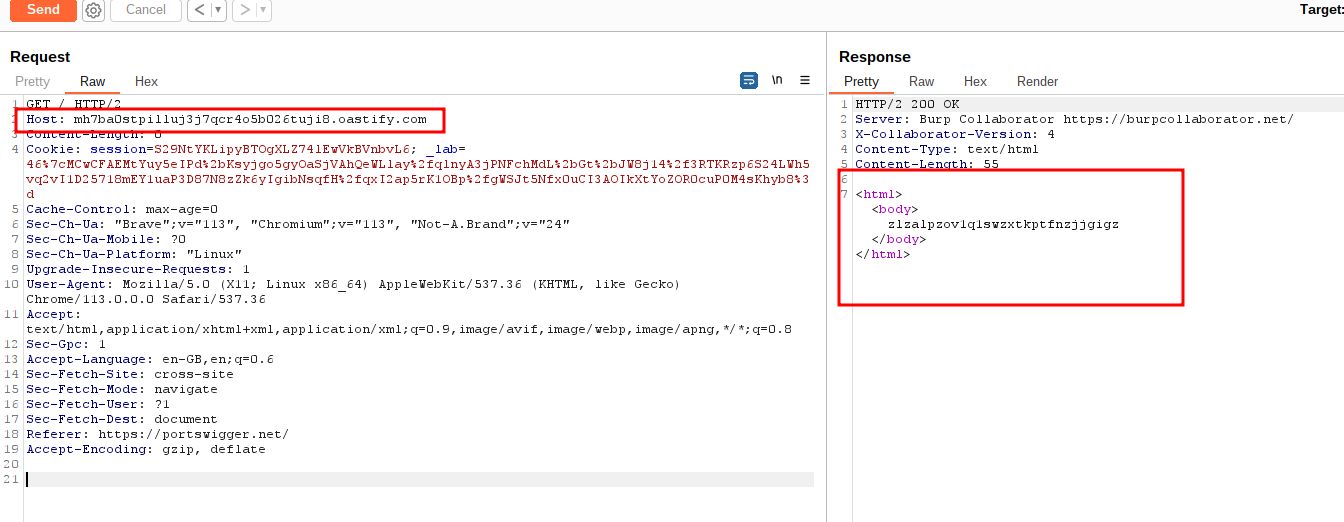 Send Cancel < > Target:
Request
Pretty Raw Hex \n
1 GET / HTTP/2
2 Host: mh7ba0stpilluj3j7qcr4o5b026tuji8.oastify.com
3 Content-Length: 0
4 Cookie: session=S29NtYKLipyBTOgXLZ74lEwVkBVnbvL6; _lab=
46%7cMCwCFAEMtYuy5eIPd%2bKsyjgo5gyOaSjVAhQeWLlay%2fqlnyA3jPNFchMdL%2bGt%2bJW8j14%2f3RTKRzp6S24LWh5
vq2vI1D25718mEY1uaP3D87N8zZk6yIgibNsqfH%2fqxI2ap5rK1OBp%2fgWSJt5NfxOuCI3AOIkXtYoZOROcuPOM4sKhyb8%3
d
5 Cache-Control: max-age=0
6 Sec-Ch-Ua: "Brave";v="113", "Chromium";v="113", "Not-A.Brand";v="24"
7 Sec-Ch-Ua-Mobile: ?0
8 Sec-Ch-Ua-Platform: "Linux"
9 Upgrade-Insecure-Requests: 1
10 User-Agent: Mozilla/5.0 (X11; Linux x86_64) AppleWebKit/537.36 (KHTML, like Gecko)
Chrome/113.0.0.0 Safari/537.36
11 Accept:
text/html,application/xhtml+xml,application/xml;q=0.9,image/avif,image/webp,image/apng,*/*;q=0.8
12 Sec-Gpc: 1
13 Accept-Language: en-GB,en;q=0.6
14 Sec-Fetch-Site: cross-site
15 Sec-Fetch-Mode: navigate
16 Sec-Fetch-User: ?1
17 Sec-Fetch-Dest: document
18 Referer: https://portswigger.net/
19 Accept-Encoding: gzip, deflate
20
21
Response
Pretty Raw Hex Render
1 HTTP/2 200 OK
2 Server: Burp Collaborator https://burpcollaborator.net/
3 X-Collaborator-Version: 4
4 Content-Type: text/html
5 Content-Length: 55
6
7 <html>
<body>
zlzalpzov1qlswzxtkptfnzjjgigz
</body>
</html>